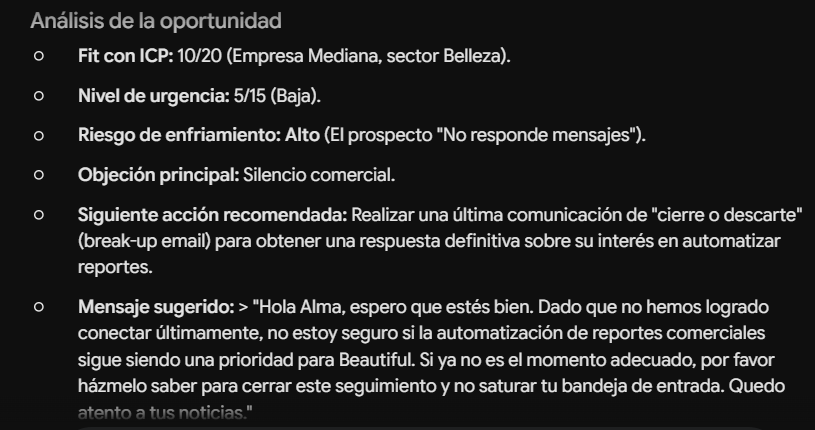 Análisis de la oportunidad
Fit con ICP: 10/20 (Empresa Mediana, sector Belleza).
Nivel de urgencia: 5/15 (Baja).
Riesgo de enfriamiento: Alto (El prospecto "No responde mensajes").
Objeción principal: Silencio comercial.
Siguiente acción recomendada: Realizar una última comunicación de "cierre o descarte"
(break-up email) para obtener una respuesta definitiva sobre su interés en automatizar
reportes.
Mensaje sugerido: > "Hola Alma, espero que estés bien. Dado que no hemos logrado
conectar últimamente, no estoy seguro si la automatización de reportes comerciales
sigue siendo una prioridad para Beautiful. Si ya no es el momento adecuado, por favor
házmelo saber para cerrar este seguimiento y no saturar tu bandeja de entrada. Quedo
atento a tus noticias."